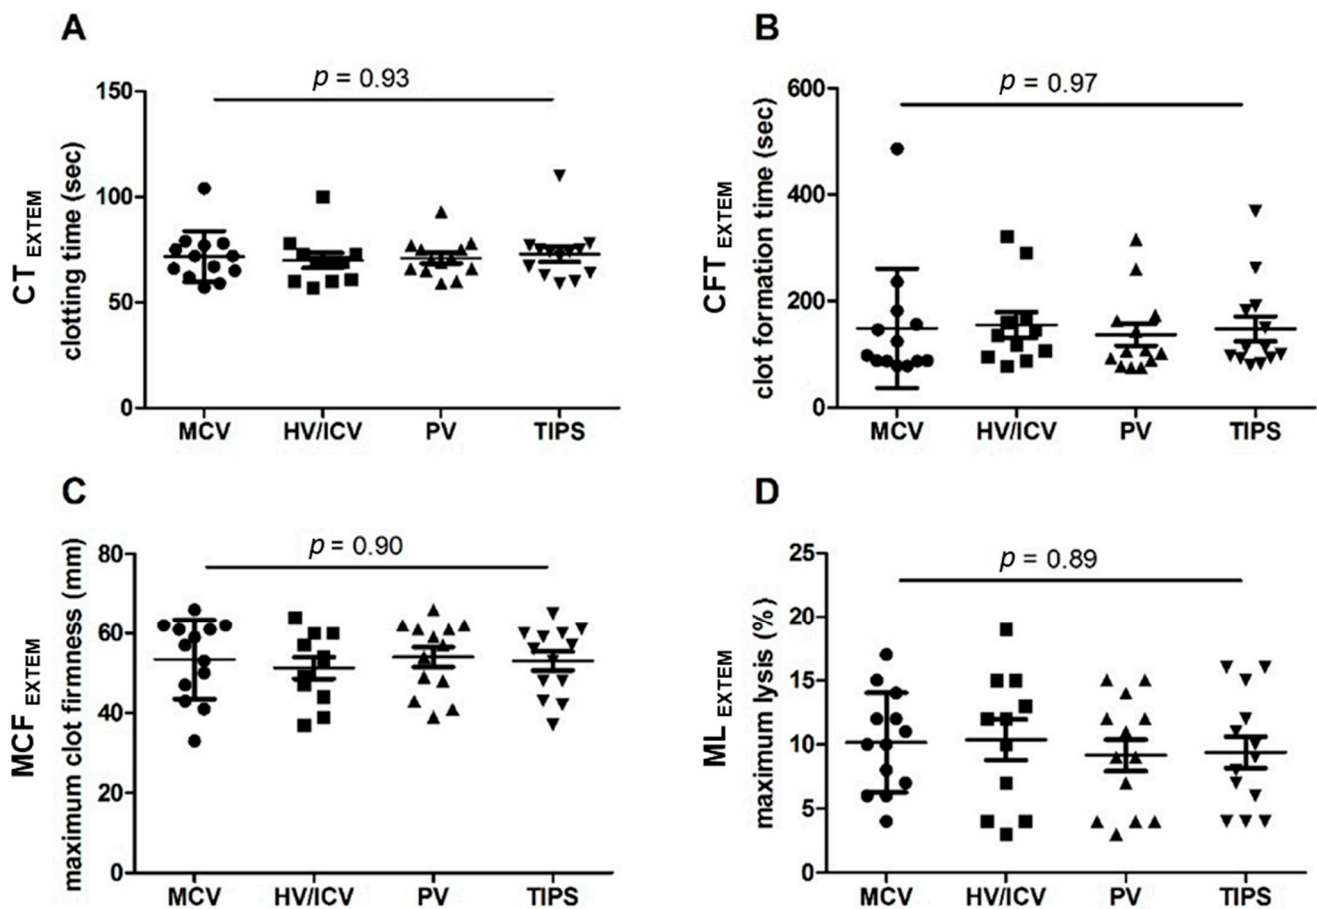 A
p = 0.93
CT EXTEM
clotting time (sec)
150
100
50
0
MCV HV/ICV PV TIPS
B
p = 0.97
CFT EXTEM
clot formation time (sec)
600
400
200
0
MCV HV/ICV PV TIPS
C
p = 0.90
MCF EXTEM
maximum clot firmness (mm)
80
60
40
20
0
MCV HV/ICV PV TIPS
D
p = 0.89
ML EXTEM
maximum lysis (%)
25
20
15
10
5
0
MCV HV/ICV PV TIPS